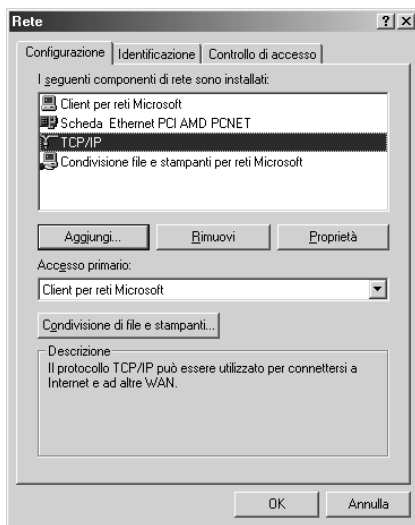 Rete
Configurazione Identificazione Controllo di accesso
I seguenti componenti di rete sono installati:
Client per reti Microsoft
Scheda Ethernet PCI AMD PCNET
TCP/IP
Condivisione file e stampanti per reti Microsoft
Aggiungi... Rimuovi Proprietà
Accesso primario:
Client per reti Microsoft
Condivisione di file e stampanti...
Descrizione
Il protocollo TCP/IP può essere utilizzato per connettersi a
Internet e ad altre WAN.
OK Annulla